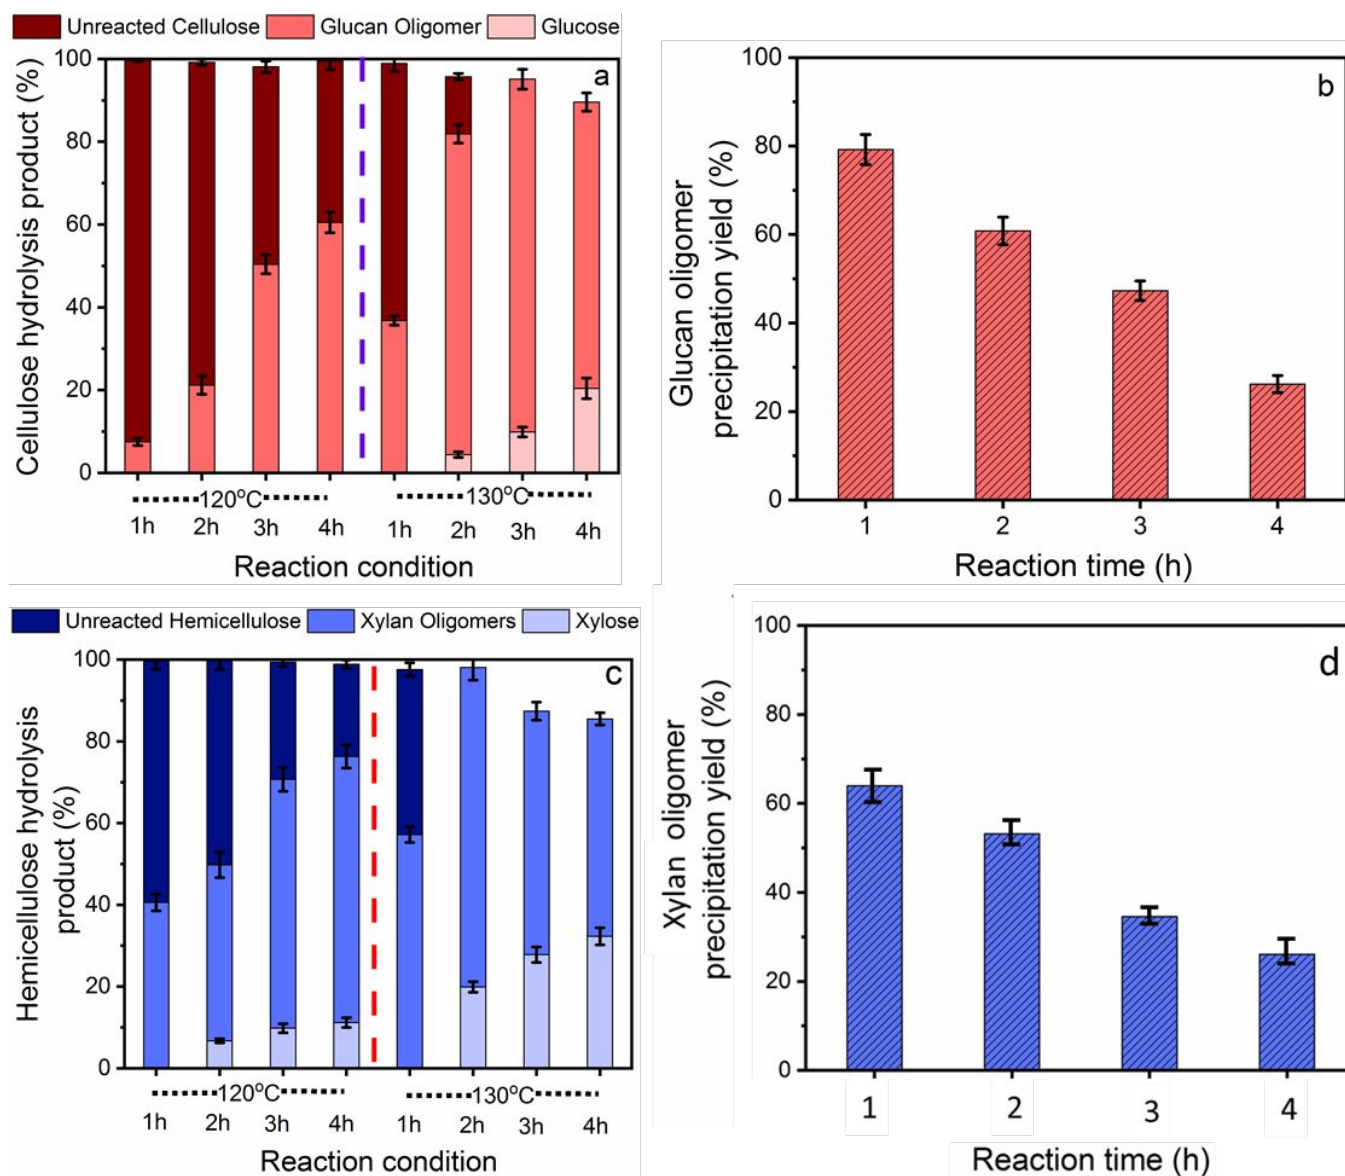 Unreacted Cellulose Glucan Oligomer Glucose
a
Cellulose hydrolysis product (%)
100
80
60
40
20
0
120°C 130°C
1h 2h 3h 4h 1h 2h 3h 4h
Reaction condition
b
Glucan oligomer
precipitation yield (%)
100
80
60
40
20
0
1 2 3 4
Reaction time (h)
Unreacted Hemicellulose Xylan Oligomers Xylose
c
Hemicellulose hydrolysis
product (%)
100
80
60
40
20
0
120°C 130°C
1h 2h 3h 4h 1h 2h 3h 4h
Reaction condition
d
Xylan oligomer
precipitation yield (%)
100
80
60
40
20
0
1 2 3 4
Reaction time (h)